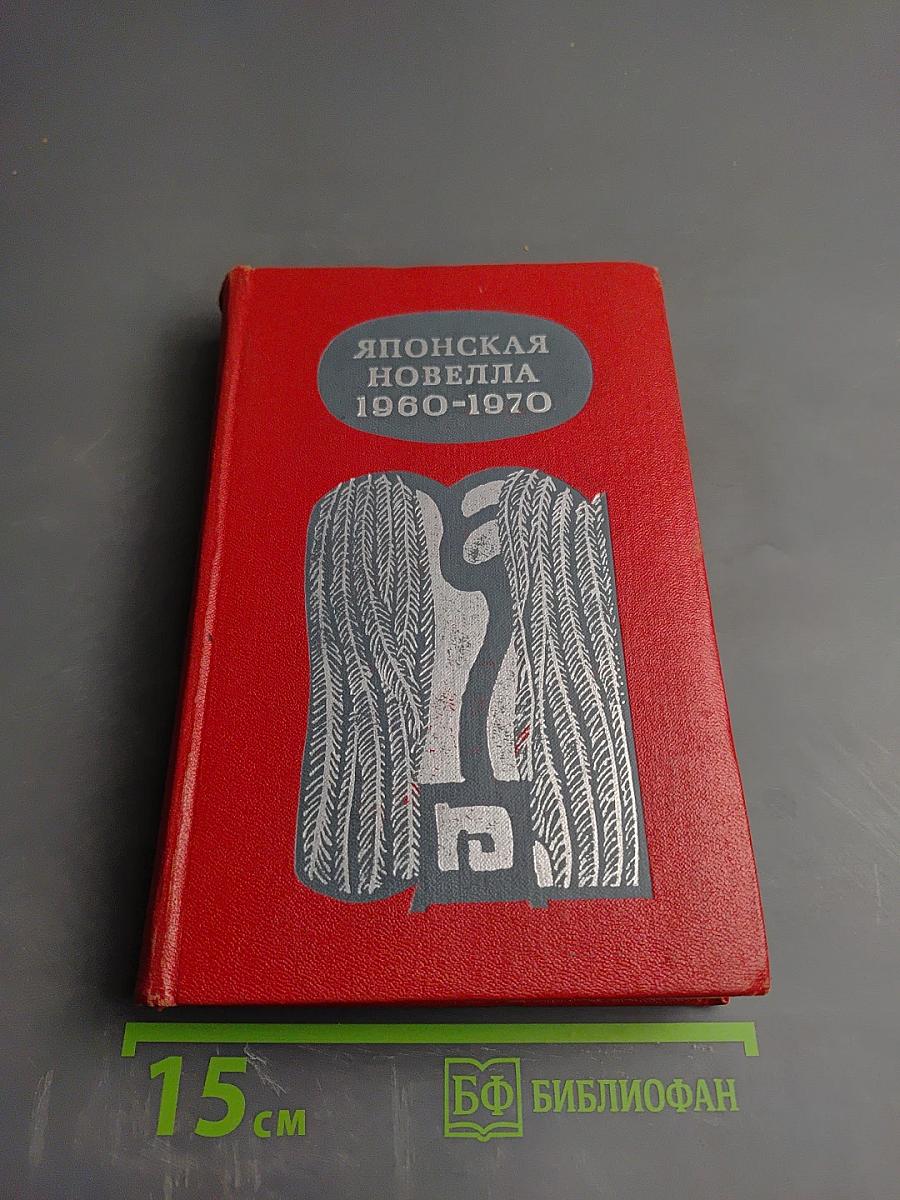 ЯПОНСКАЯ
НОВЕЛЛА
1960-1970
15 см
БФ БИБЛИОФАН